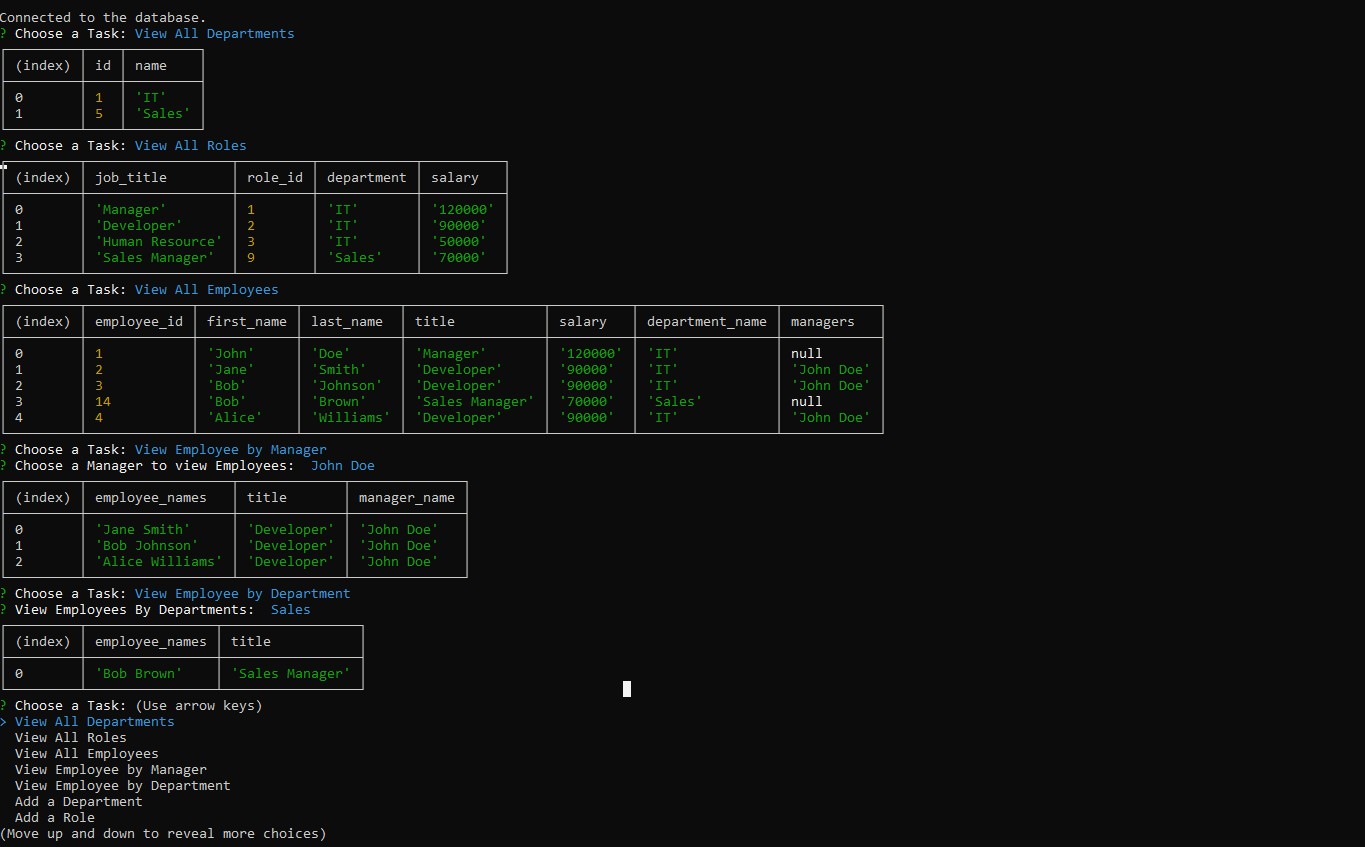 Connected to the database.
? Choose a Task: View All Departments
(index) id name
0 1 'IT'
1 5 'Sales'
? Choose a Task: View All Roles
(index) job_title role_id department salary
0 'Manager' 1 'IT' '120000'
1 'Developer' 2 'IT' '90000'
2 'Human Resource' 3 'IT' '50000'
3 'Sales Manager' 9 'Sales' '70000'
? Choose a Task: View All Employees
(index) employee_id first_name last_name title salary department_name managers
0 1 'John' 'Doe' 'Manager' '120000' 'IT' null
1 2 'Jane' 'Smith' 'Developer' '90000' 'IT' 'John Doe'
2 3 'Bob' 'Johnson' 'Developer' '90000' 'IT' 'John Doe'
3 14 'Bob' 'Brown' 'Sales Manager' '70000' 'Sales' null
4 4 'Alice' 'Williams' 'Developer' '90000' 'IT' 'John Doe'
? Choose a Task: View Employee by Manager
? Choose a Manager to view Employees: John Doe
(index) employee_names title manager_name
0 'Jane Smith' 'Developer' 'John Doe'
1 'Bob Johnson' 'Developer' 'John Doe'
2 'Alice Williams' 'Developer' 'John Doe'
? Choose a Task: View Employee by Department
? View Employees By Departments: Sales
(index) employee_names title
0 'Bob Brown' 'Sales Manager'
? Choose a Task: (Use arrow keys)
> View All Departments
View All Roles
View All Employees
View Employee by Manager
View Employee by Department
Add a Department
Add a Role
(Move up and down to reveal more choices)